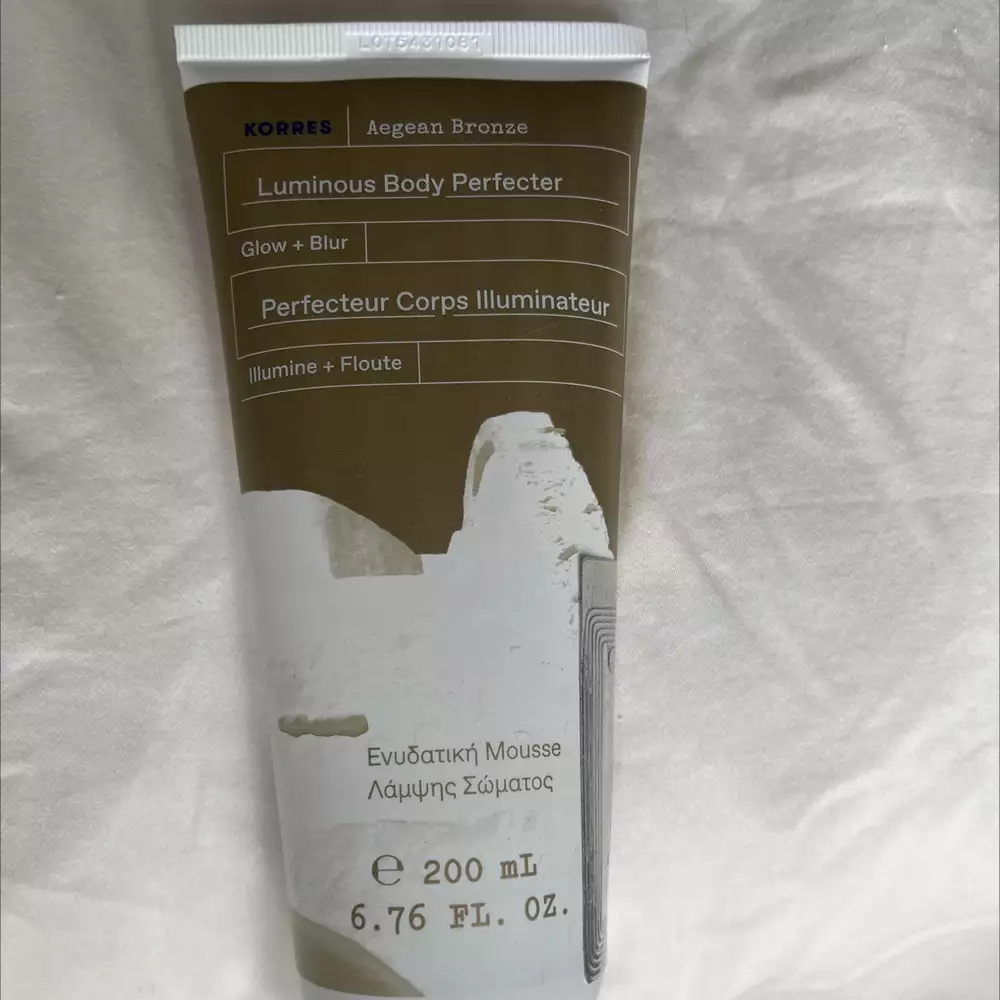 LOT5431081
KORRES Aegean Bronze
Luminous Body Perfecter
Glow + Blur
Perfecteur Corps Illuminateur
Illumine + Floute
Ενυδατική Mousse
Λάμψης Σώματος
℮ 200 mL
6.76 FL. OZ.